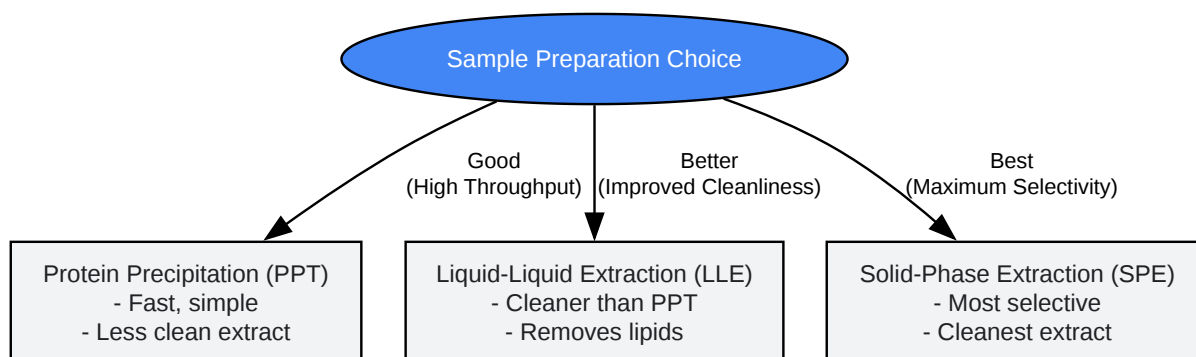 Sample Preparation Choice
Good
(High Throughput)
Better
(Improved Cleanliness)
Best
(Maximum Selectivity)
Protein Precipitation (PPT)
- Fast, simple
- Less clean extract
Liquid-Liquid Extraction (LLE)
- Cleaner than PPT
- Removes lipids
Solid-Phase Extraction (SPE)
- Most selective
- Cleanest extract